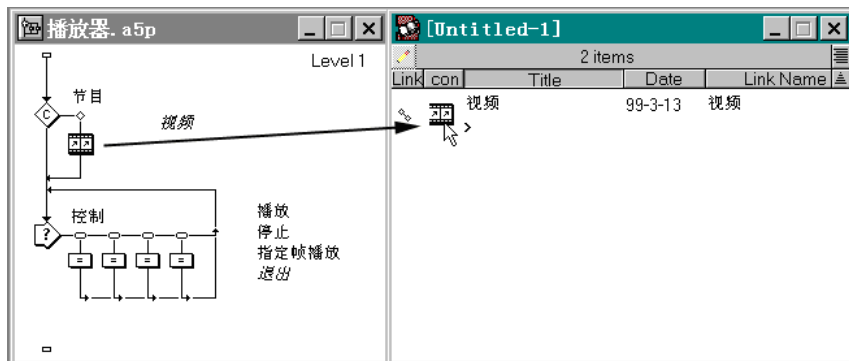 播放器.a5p
Level 1
节目
C
视频
控制
?
= = = =
播放
停止
指定帧播放
退出
[Untitled-1]
2 items
Link con Title Date Link Name
视频 99-3-13 视频